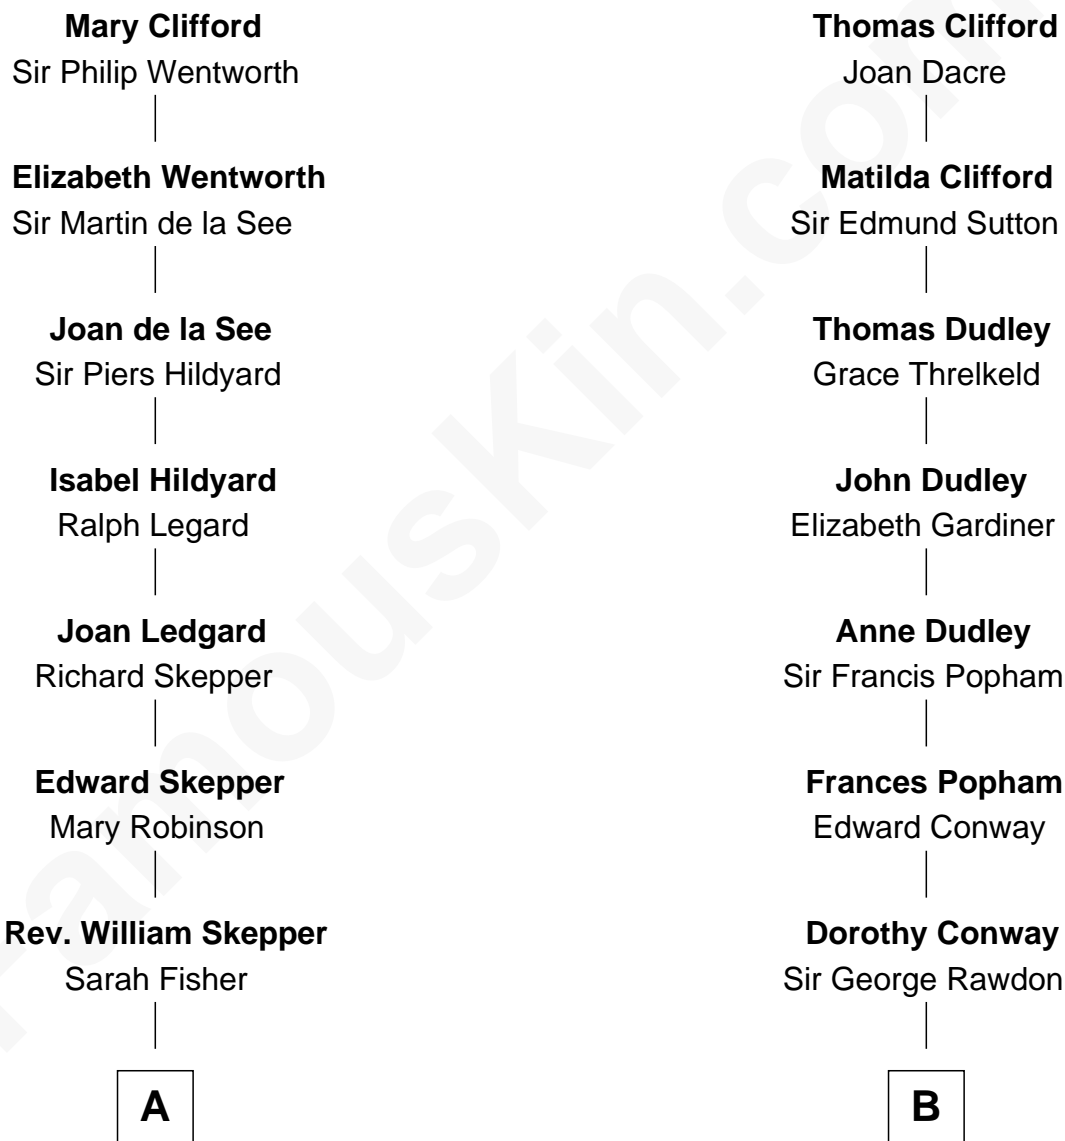 Mary Clifford
Sir Philip Wentworth
Elizabeth Wentworth
Sir Martin de la See
Joan de la See
Sir Piers Hildyard
Isabel Hildyard
Ralph Legard
Joan Ledgard
Richard Skepper
Edward Skepper
Mary Robinson
Rev. William Skepper
Sarah Fisher
A
Thomas Clifford
Joan Dacre
Matilda Clifford
Sir Edmund Sutton
Thomas Dudley
Grace Threlkeld
John Dudley
Elizabeth Gardiner
Anne Dudley
Sir Francis Popham
Frances Popham
Edward Conway
Dorothy Conway
Sir George Rawdon
B
FamousKin.com